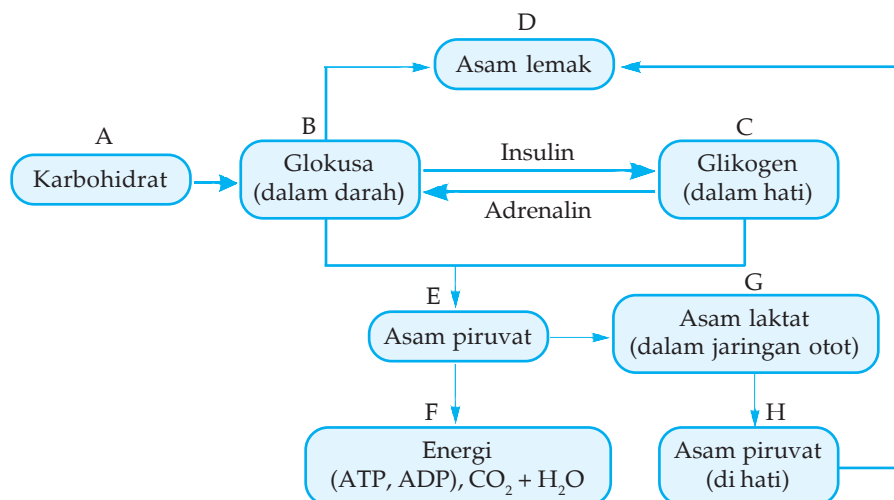 D
Asam lemak
A
Karbohidrat
B
Glokusa
(dalam darah)
Insulin
Adrenalin
C
Glikogen
(dalam hati)
E
Asam piruvat
G
Asam laktat
(dalam jaringan otot)
F
Energi
(ATP, ADP), CO₂ + H₂O
H
Asam piruvat
(di hati)